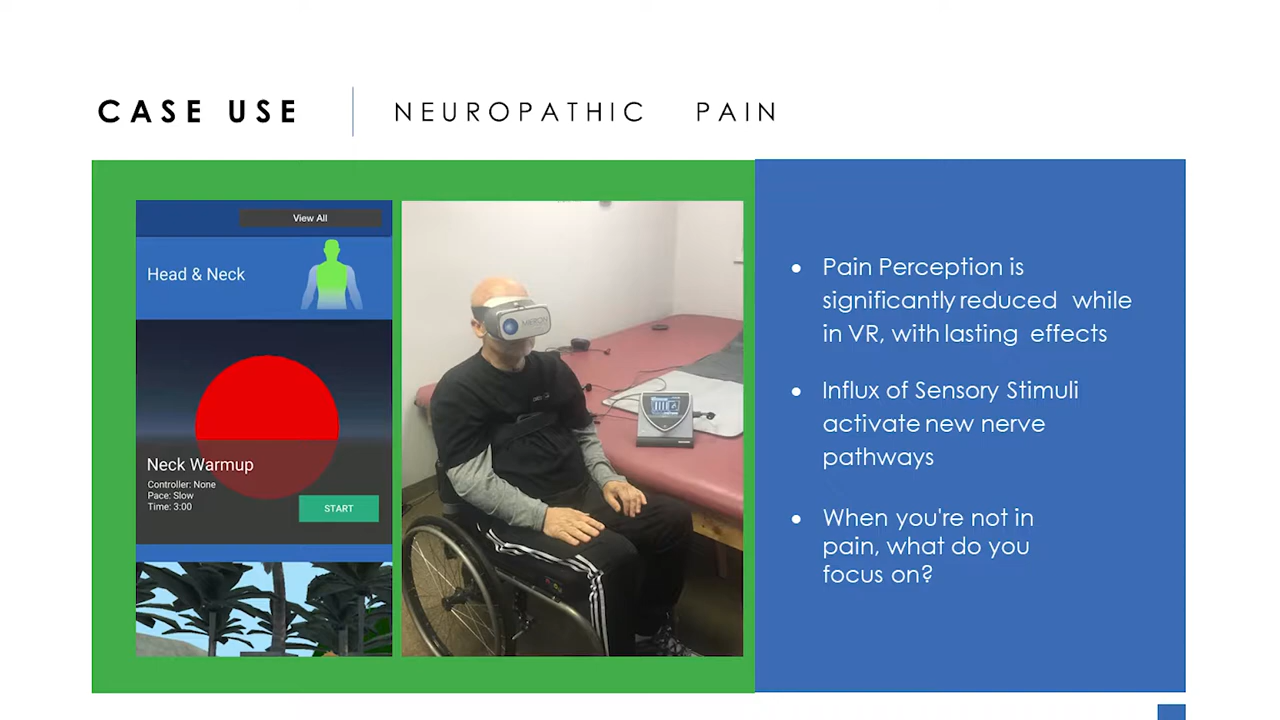 CASE USE
NEUROPATHIC PAIN
View All
Head & Neck
Neck Warmup
Controller: None
Pace: Slow
Time: 3:00
START
• Pain Perception is
significantly reduced while
in VR, with lasting effects
• Influx of Sensory Stimuli
activate new nerve
pathways
• When you're not in
pain, what do you
focus on?